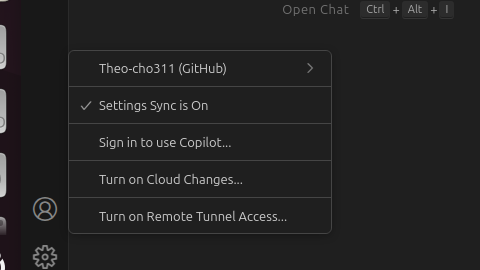 Open Chat Ctrl + Alt + I
Theo-cho311 (GitHub)
Settings Sync is On
Sign in to use Copilot...
Turn on Cloud Changes...
Turn on Remote Tunnel Access...